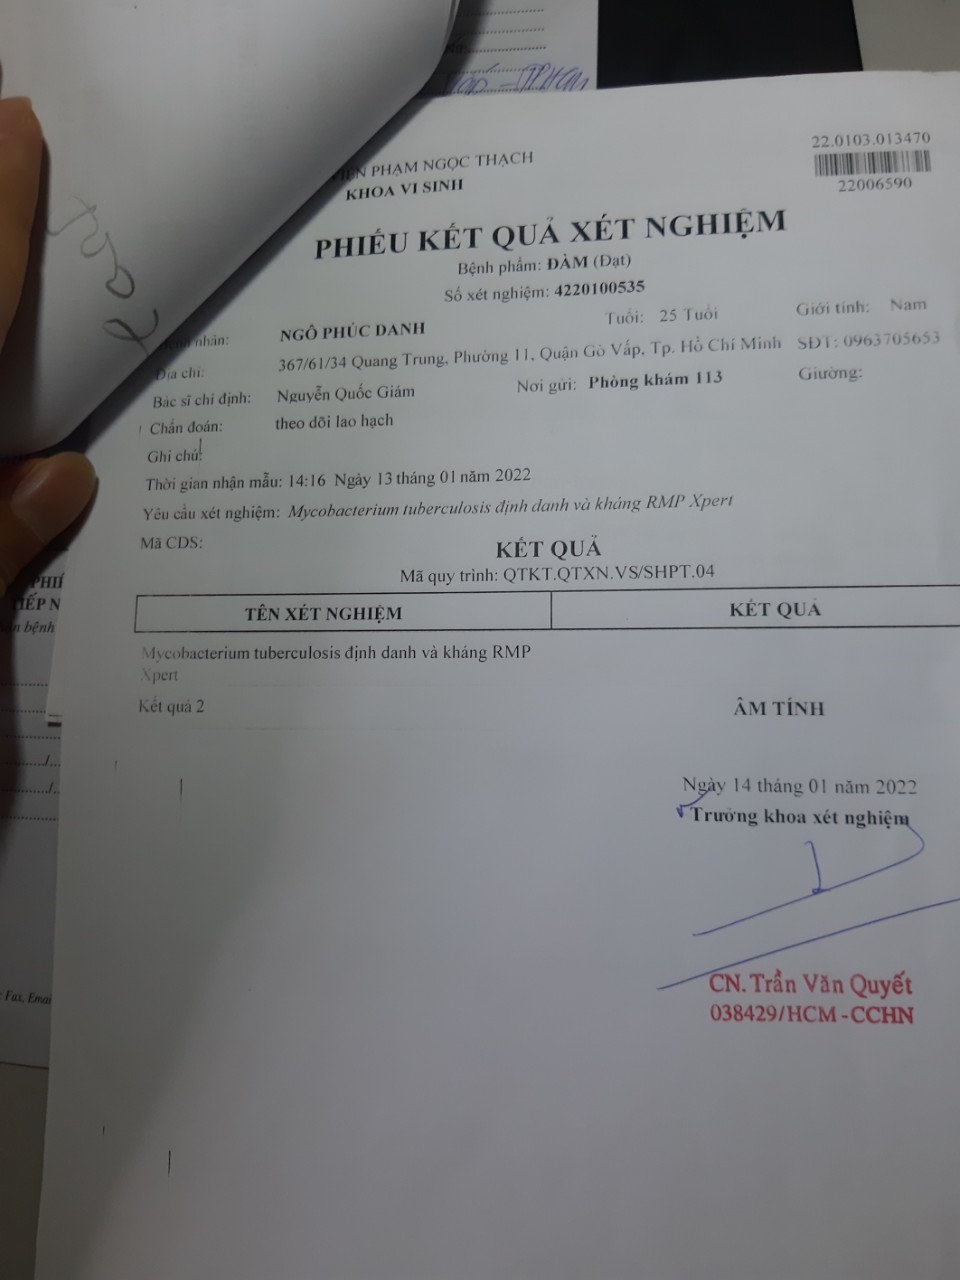 TPHCM
22.0103.013470
22006590
VIỆN PHẠM NGỌC THẠCH
KHOA VI SINH
PHIẾU KẾT QUẢ XÉT NGHIỆM
Bệnh phẩm: ĐÀM (Đạt)
Số xét nghiệm: 4220100535
nhân: NGÔ PHÚC DANH Tuổi: 25 Tuổi Giới tính: Nam
Địa chỉ: 367/61/34 Quang Trung, Phường 11, Quận Gò Vấp, Tp. Hồ Chí Minh SĐT: 0963705653
Bác sĩ chỉ định: Nguyễn Quốc Giám Nơi gửi: Phòng khám 113 Giường:
Chẩn đoán: theo dõi lao hạch
Ghi chú:
Thời gian nhận mẫu: 14:16 Ngày 13 tháng 01 năm 2022
Yêu cầu xét nghiệm: Mycobacterium tuberculosis định danh và kháng RMP Xpert
Mã CDS:
KẾT QUẢ
Mã quy trình: QTKT.QTXN.VS/SHPT.04
TÊN XÉT NGHIỆM KẾT QUẢ
Mycobacterium tuberculosis định danh và kháng RMP
Xpert
Kết quả 2 ÂM TÍNH
Ngày 14 tháng 01 năm 2022
Trưởng khoa xét nghiệm
CN. Trần Văn Quyết
038429/HCM - CCHN
PHI
TIẾP N
n bệnh
Fax, Emai